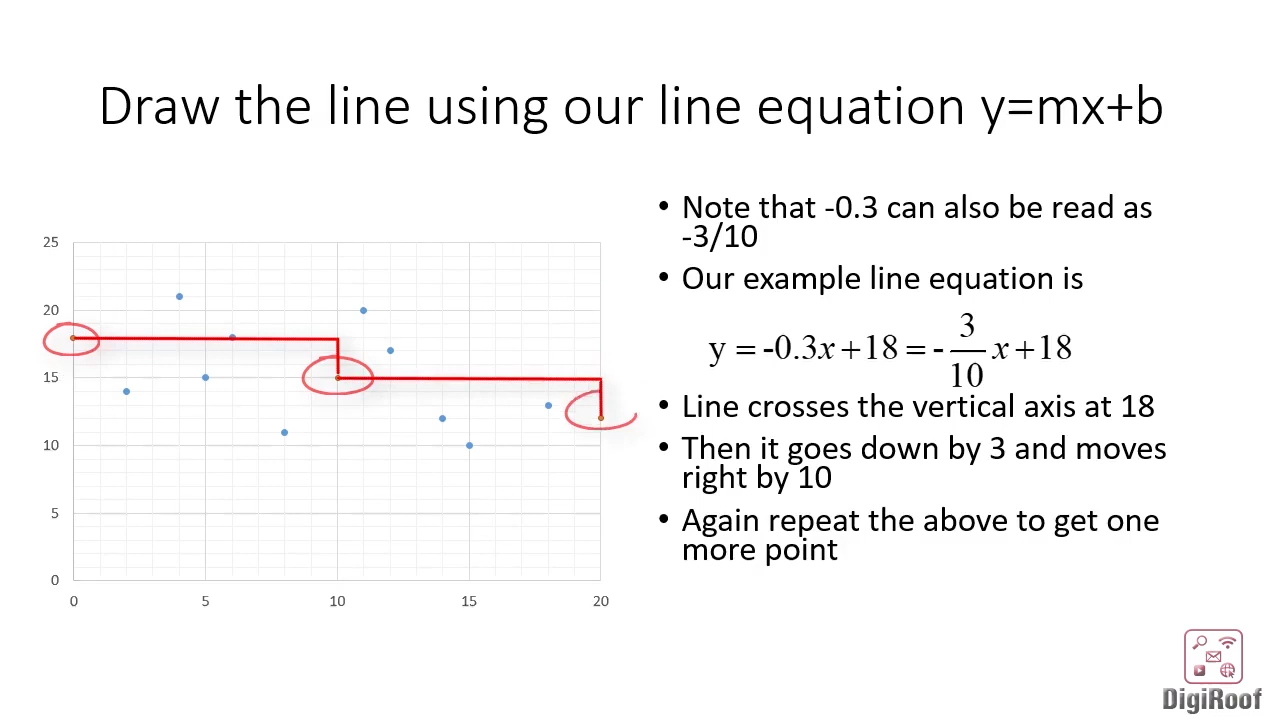 Draw the line using our line equation y=mx+b
25
20
15
10
5
0
0 5 10 15 20
• Note that -0.3 can also be read as
-3/10
• Our example line equation is
y = -0.3x+18 = -3/10 x+18
• Line crosses the vertical axis at 18
• Then it goes down by 3 and moves
right by 10
• Again repeat the above to get one
more point
DigiRoof